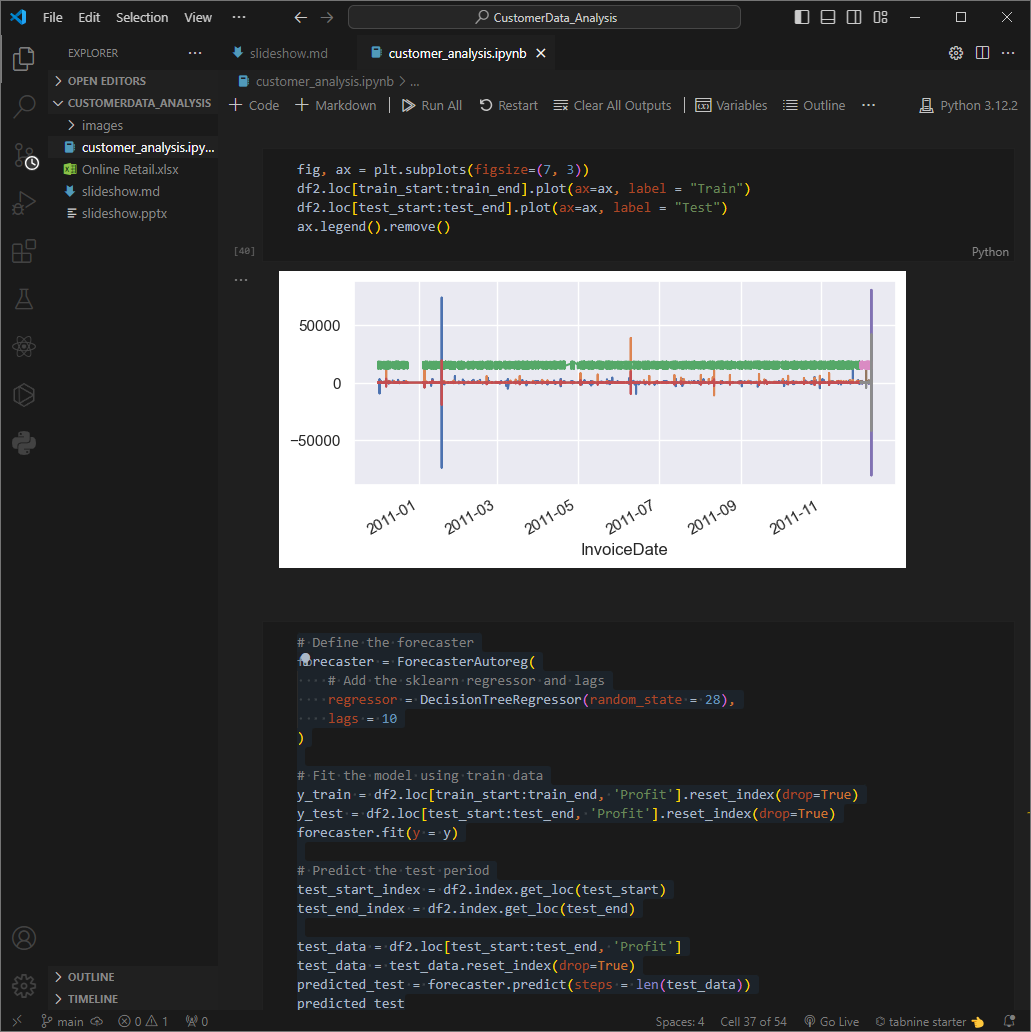 File Edit Selection View ··· CustomerData_Analysis
EXPLORER ···
OPEN EDITORS
CUSTOMERDATA_ANALYSIS
images
customer_analysis.ipy...
Online Retail.xlsx
slideshow.md
slideshow.pptx
OUTLINE
TIMELINE
slideshow.md customer_analysis.ipynb
customer_analysis.ipynb > ...
+ Code + Markdown Run All Restart Clear All Outputs Variables Outline ··· Python 3.12.2
fig, ax = plt.subplots(figsize=(7, 3))
df2.loc[train_start:train_end].plot(ax=ax, label = "Train")
df2.loc[test_start:test_end].plot(ax=ax, label = "Test")
ax.legend().remove()
[40] Python
···
50000
0
−50000
2011-01 2011-03 2011-05 2011-07 2011-09 2011-11
InvoiceDate
# Define the forecaster
forecaster = ForecasterAutoreg(
# Add the sklearn regressor and lags
regressor = DecisionTreeRegressor(random_state = 28),
lags = 10
)
# Fit the model using train data
y_train = df2.loc[train_start:train_end, 'Profit'].reset_index(drop=True)
y_test = df2.loc[test_start:test_end, 'Profit'].reset_index(drop=True)
forecaster.fit(y = y)
# Predict the test period
test_start_index = df2.index.get_loc(test_start)
test_end_index = df2.index.get_loc(test_end)
test_data = df2.loc[test_start:test_end, 'Profit']
test_data = test_data.reset_index(drop=True)
predicted_test = forecaster.predict(steps = len(test_data))
predicted_test
main 0 1 0 Spaces: 4 Cell 37 of 54 Go Live tabnine starter